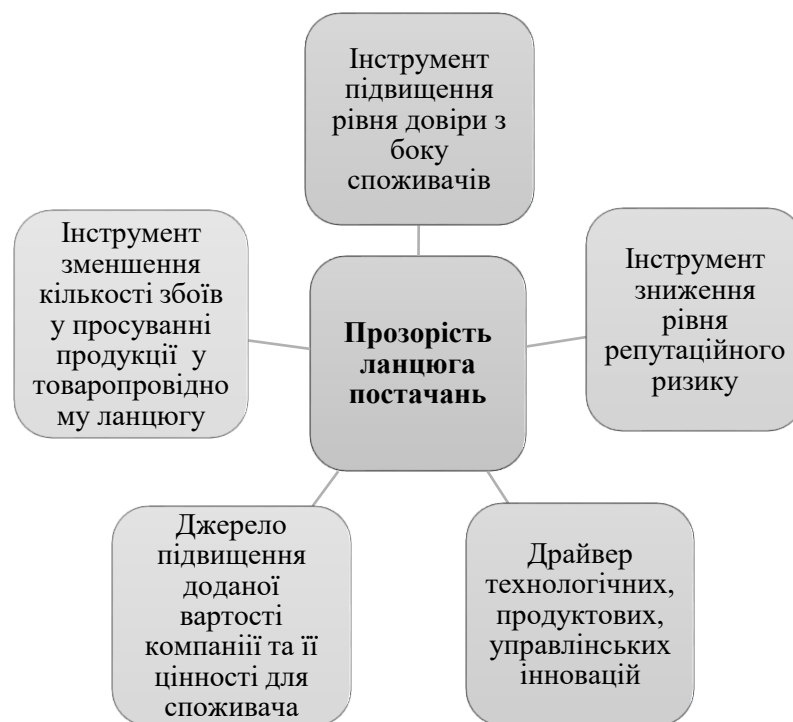 Інструмент
підвищення
рівня довіри з
боку
споживачів
Інструмент
зменшення
кількості збоїв
у просуванні
продукції у
товаропровідно
му ланцюгу
Прозорість
ланцюга
постачань
Інструмент
зниження
рівня
репутаційного
ризику
Джерело
підвищення
доданої
вартості
компаніії та її
цінності для
споживача
Драйвер
технологічних,
продуктових,
управлінських
інновацій